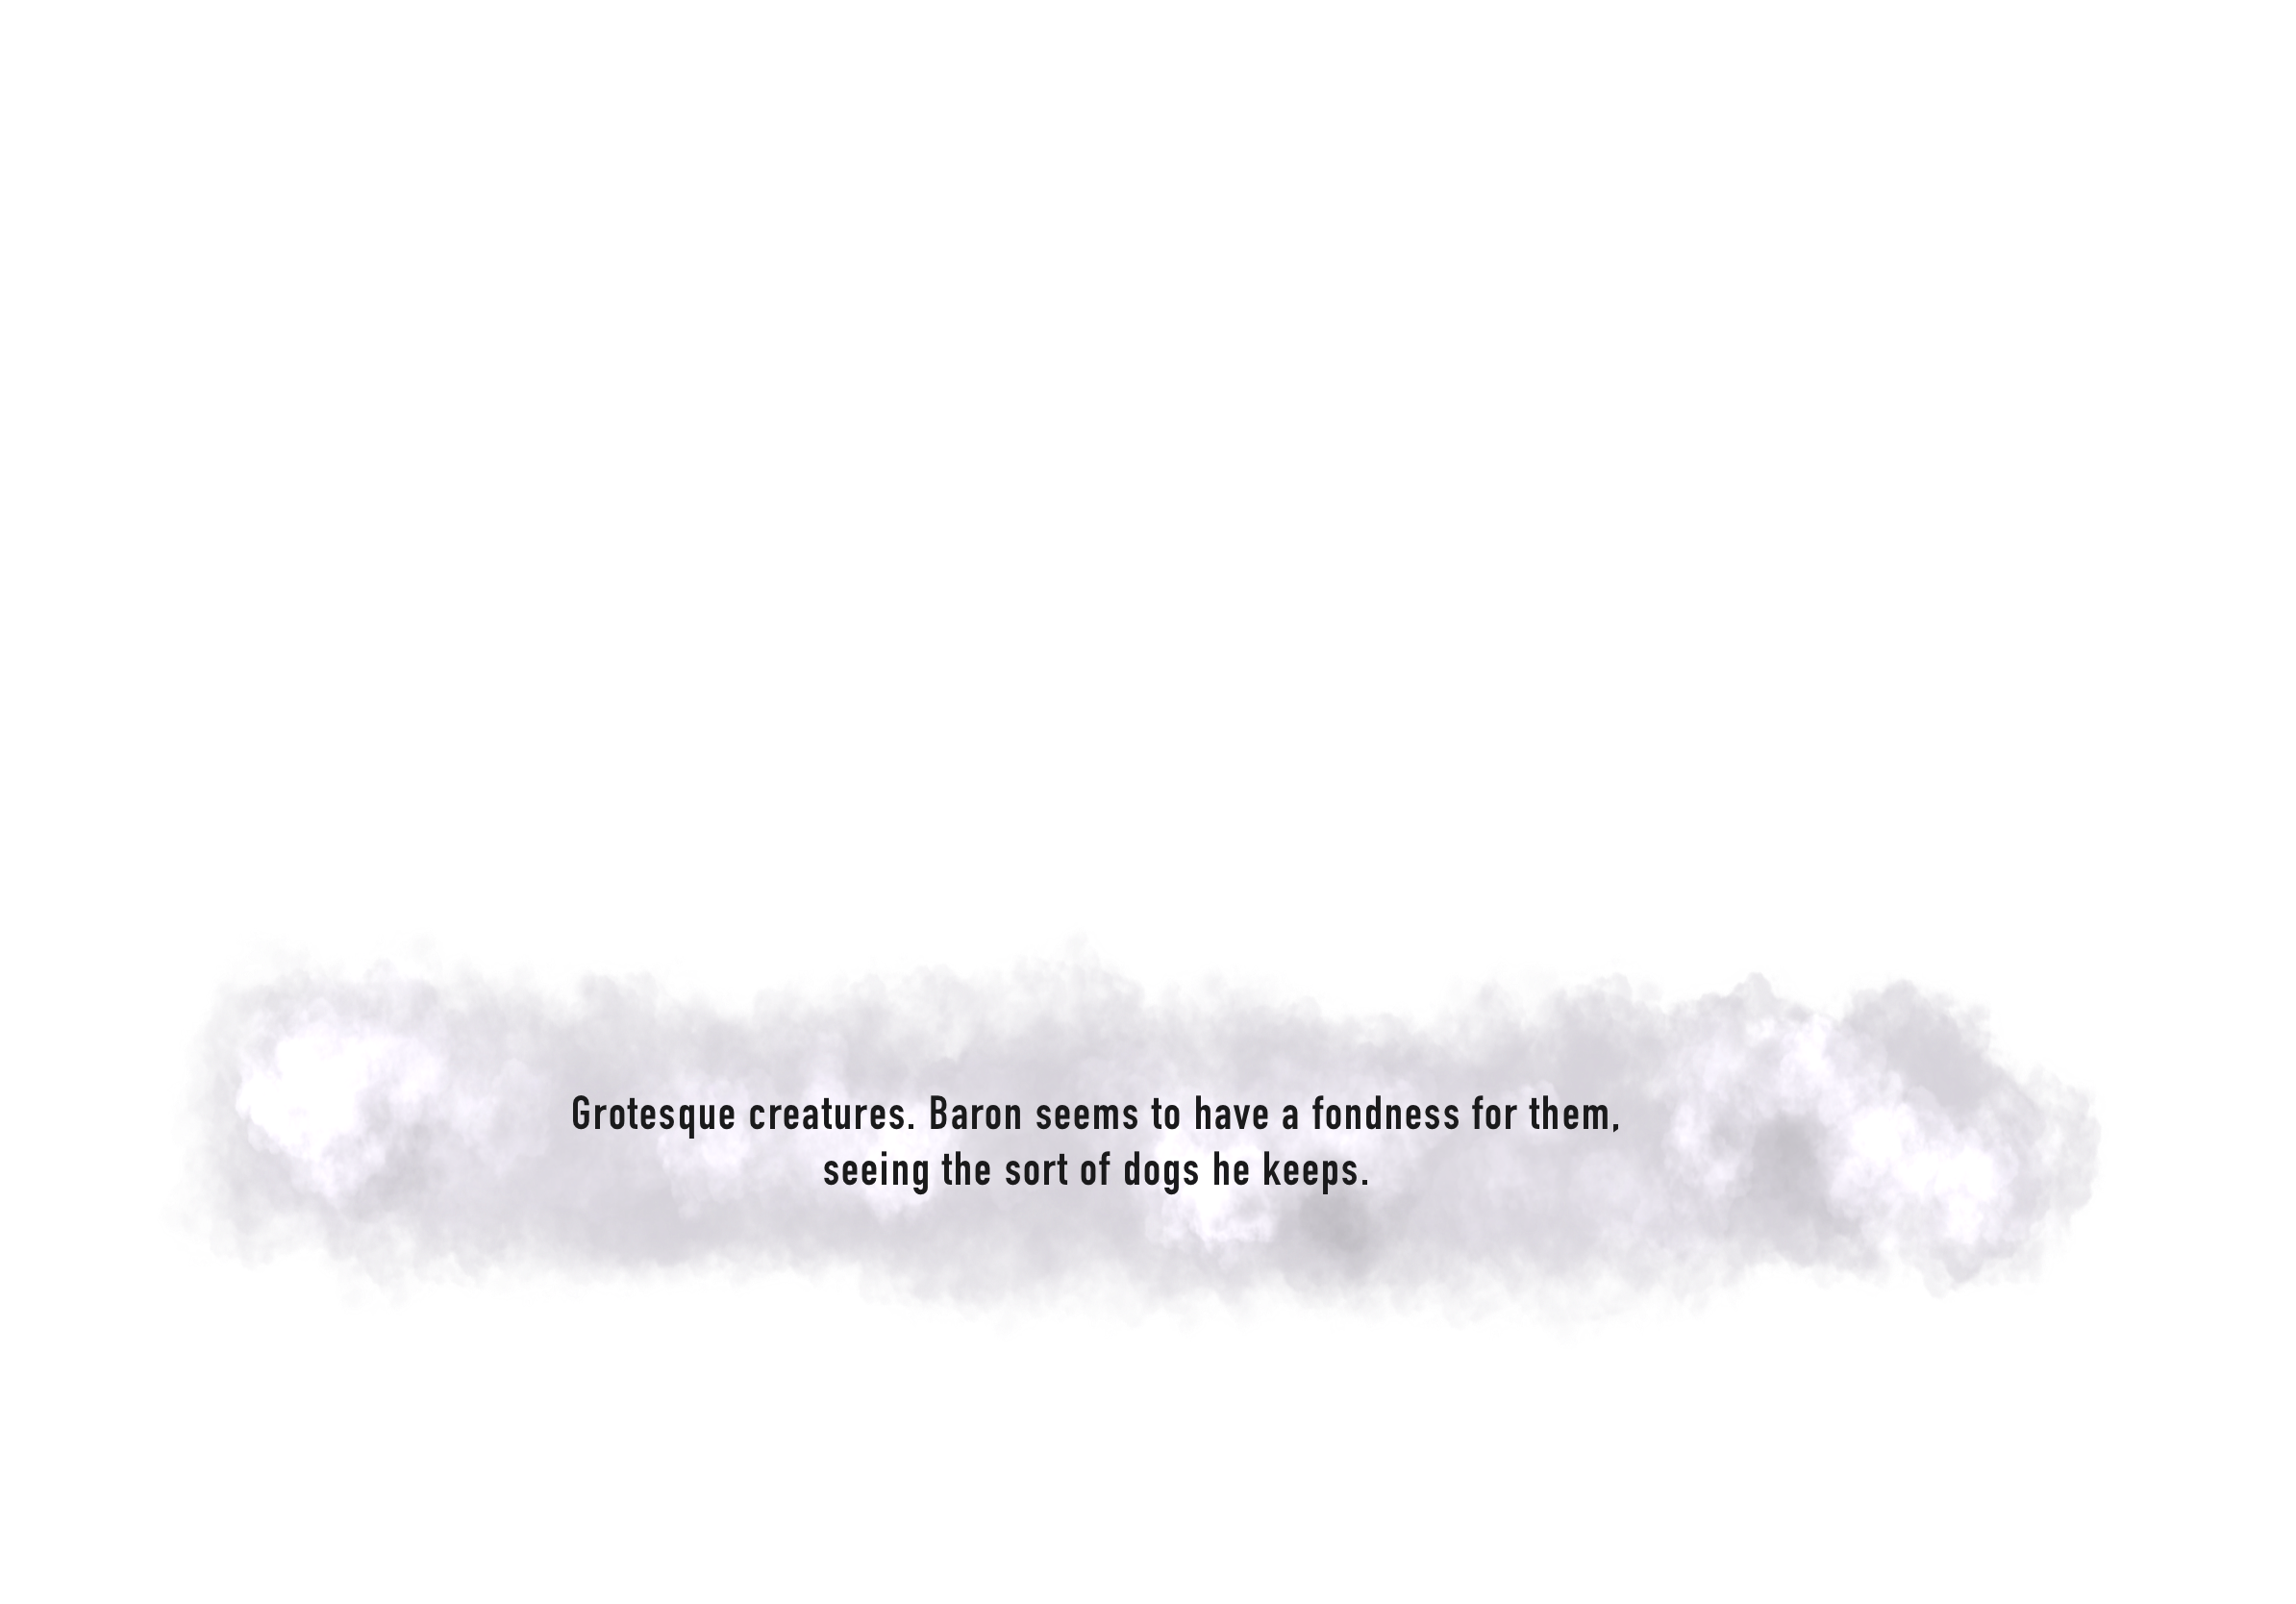 Grotesque creatures. Baron seems to have a fondness for them,
seeing the sort of dogs he keeps.